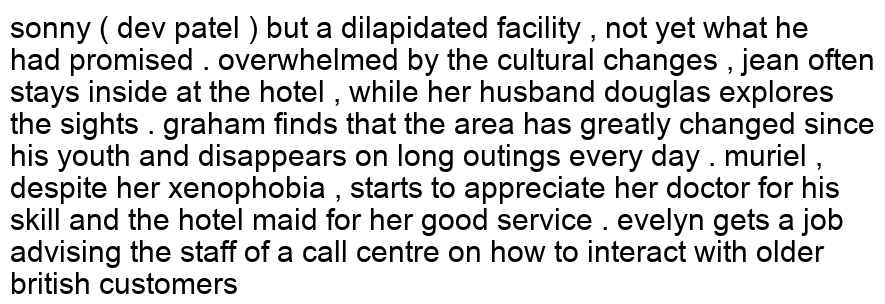 sonny ( dev patel ) but a dilapidated facility , not yet what he
had promised . overwhelmed by the cultural changes , jean often
stays inside at the hotel , while her husband douglas explores
the sights . graham finds that the area has greatly changed since
his youth and disappears on long outings every day . muriel ,
despite her xenophobia , starts to appreciate her doctor for his
skill and the hotel maid for her good service . evelyn gets a job
advising the staff of a call centre on how to interact with older
british customers